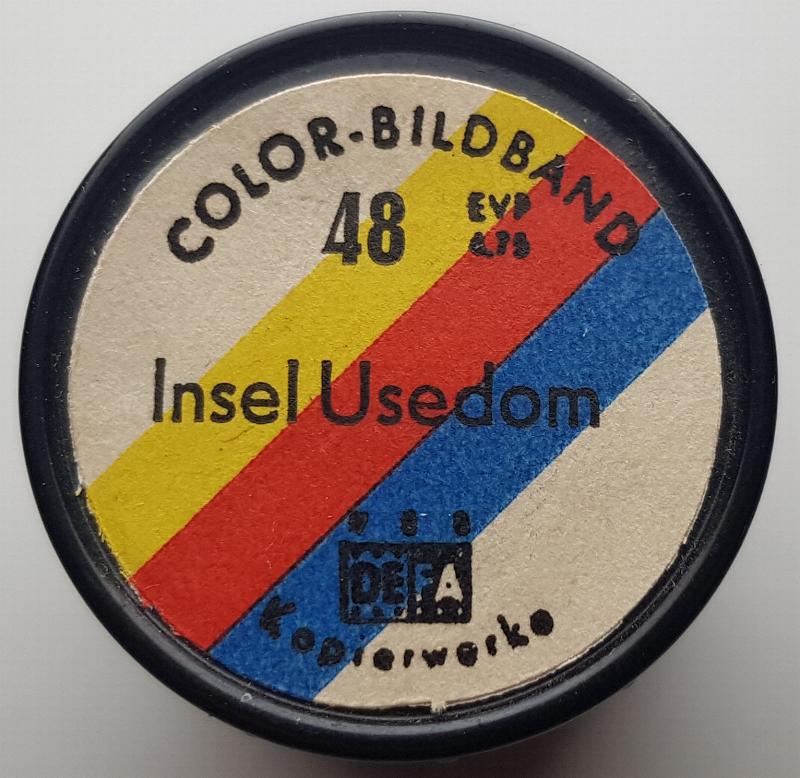 COLOR-BILDBAND
48
EVP
4,75
Insel Usedom
VEB
DEFA
Kopierwerke